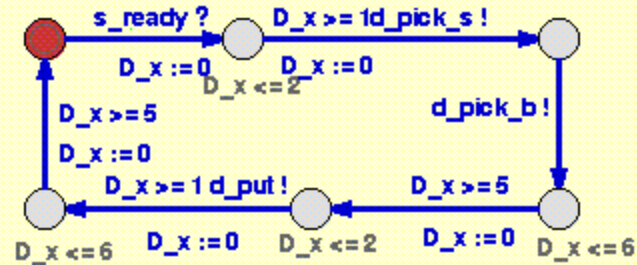 s_ready ?
D_x >= 1d_pick_s !
D_x := 0
D_x := 0
D_x <= 2
d_pick_b !
D_x >= 5
D_x := 0
D_x >= 1 d_put !
D_x >= 5
D_x := 0
D_x := 0
D_x <= 6
D_x <= 2
D_x <= 6